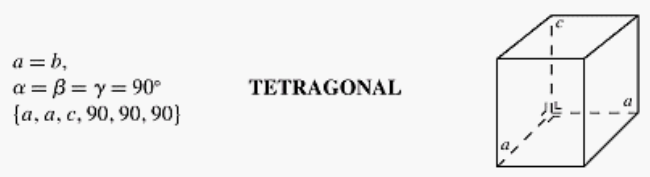 a = b,
α = β = γ = 90°
{a, a, c, 90, 90, 90}
TETRAGONAL
c
a
a